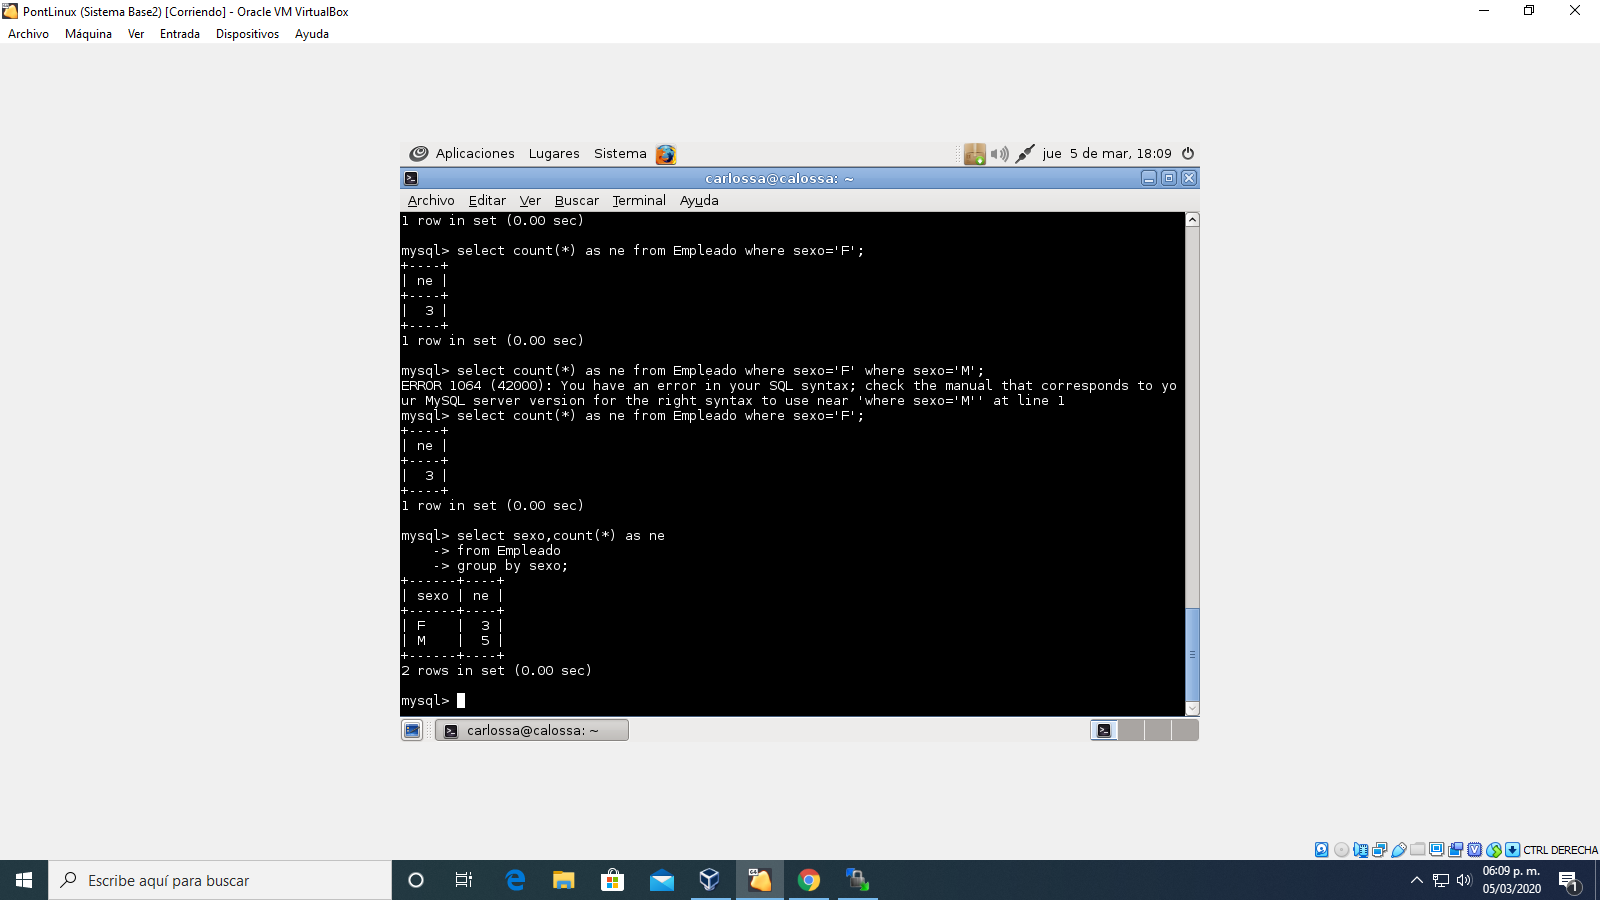 PontLinux (Sistema Base2) [Corriendo] - Oracle VM VirtualBox
Archivo Máquina Ver Entrada Dispositivos Ayuda
Aplicaciones Lugares Sistema jue 5 de mar, 18:09
carlossa@calossa: ~
Archivo Editar Ver Buscar Terminal Ayuda
1 row in set (0.00 sec)
mysql> select count(*) as ne from Empleado where sexo='F';
+----+
| ne |
+----+
|  3 |
+----+
1 row in set (0.00 sec)
mysql> select count(*) as ne from Empleado where sexo='F' where sexo='M';
ERROR 1064 (42000): You have an error in your SQL syntax; check the manual that corresponds to yo
ur MySQL server version for the right syntax to use near 'where sexo='M'' at line 1
mysql> select count(*) as ne from Empleado where sexo='F';
+----+
| ne |
+----+
|  3 |
+----+
1 row in set (0.00 sec)
mysql> select sexo,count(*) as ne
    -> from Empleado
    -> group by sexo;
+------+----+
| sexo | ne |
+------+----+
| F    |  3 |
| M    |  5 |
+------+----+
2 rows in set (0.00 sec)
mysql>
carlossa@calossa: ~
CTRL DERECHA
Escribe aquí para buscar
06:09 p. m.
05/03/2020
1